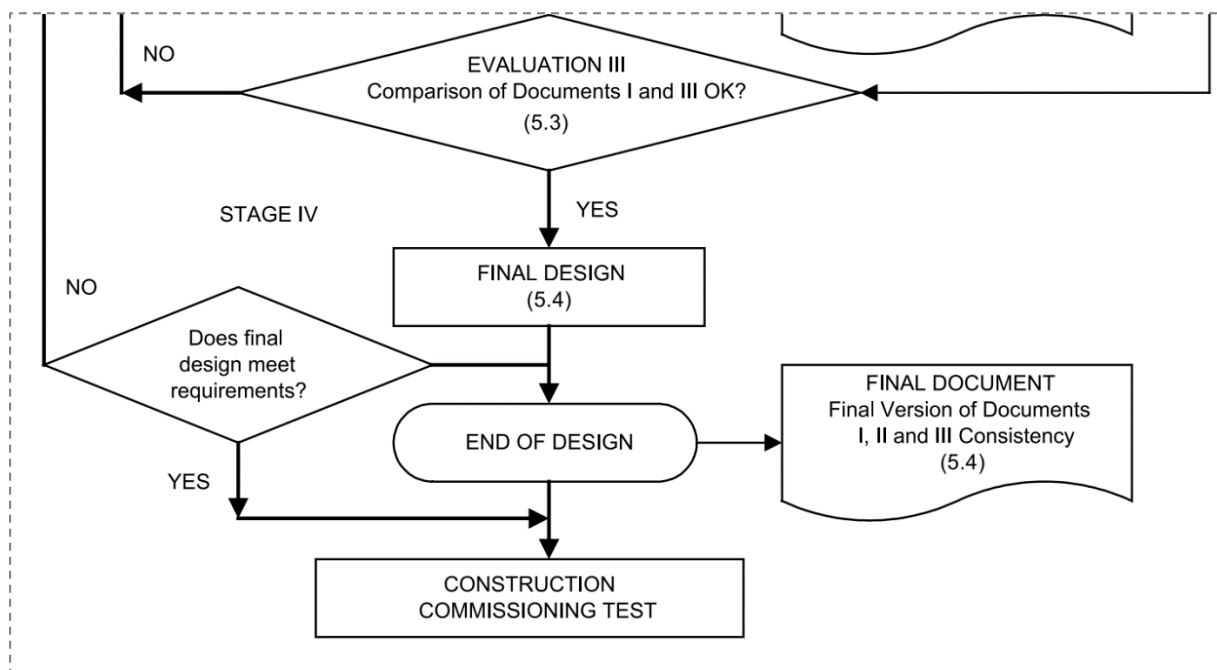 NO
EVALUATION III
Comparison of Documents I and III OK?
(5.3)
YES
STAGE IV
FINAL DESIGN
(5.4)
NO
Does final
design meet
requirements?
FINAL DOCUMENT
Final Version of Documents
I, II and III Consistency
(5.4)
END OF DESIGN
YES
CONSTRUCTION
COMMISSIONING TEST